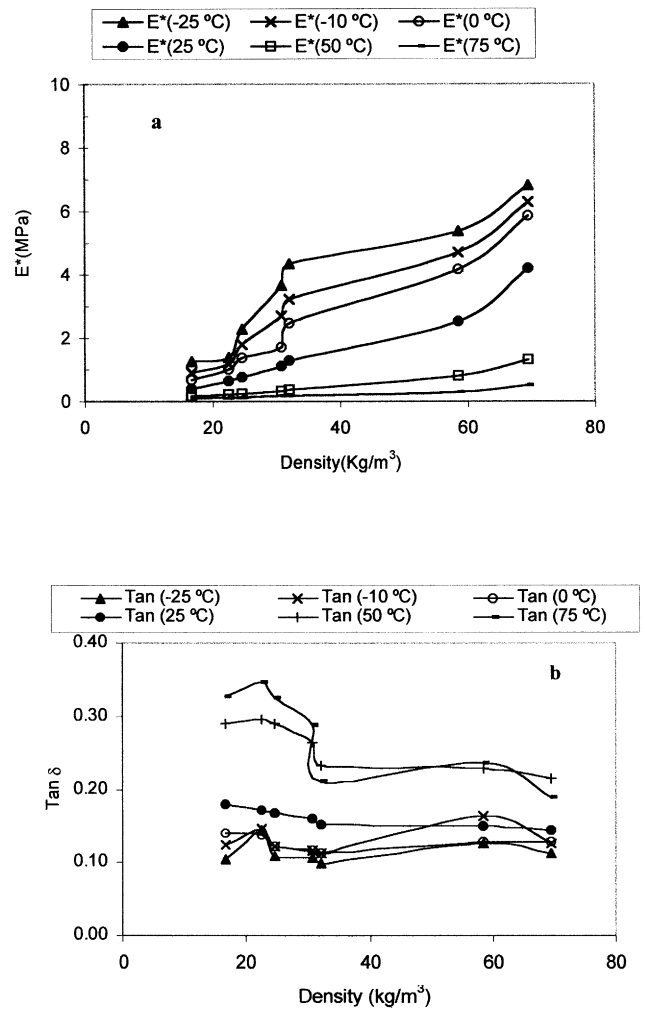 E*(-25 ºC) E*(-10 ºC) E*(0 ºC)
E*(25 ºC) E*(50 ºC) E*(75 ºC)
10
a
8
6
E*(MPa)
4
2
0
0 20 40 60 80
Density(Kg/m³)
Tan (-25 ºC) Tan (-10 ºC) Tan (0 ºC)
Tan (25 ºC) Tan (50 ºC) Tan (75 ºC)
0.40
b
0.30
Tan δ
0.20
0.10
0.00
0 20 40 60 80
Density (kg/m³)